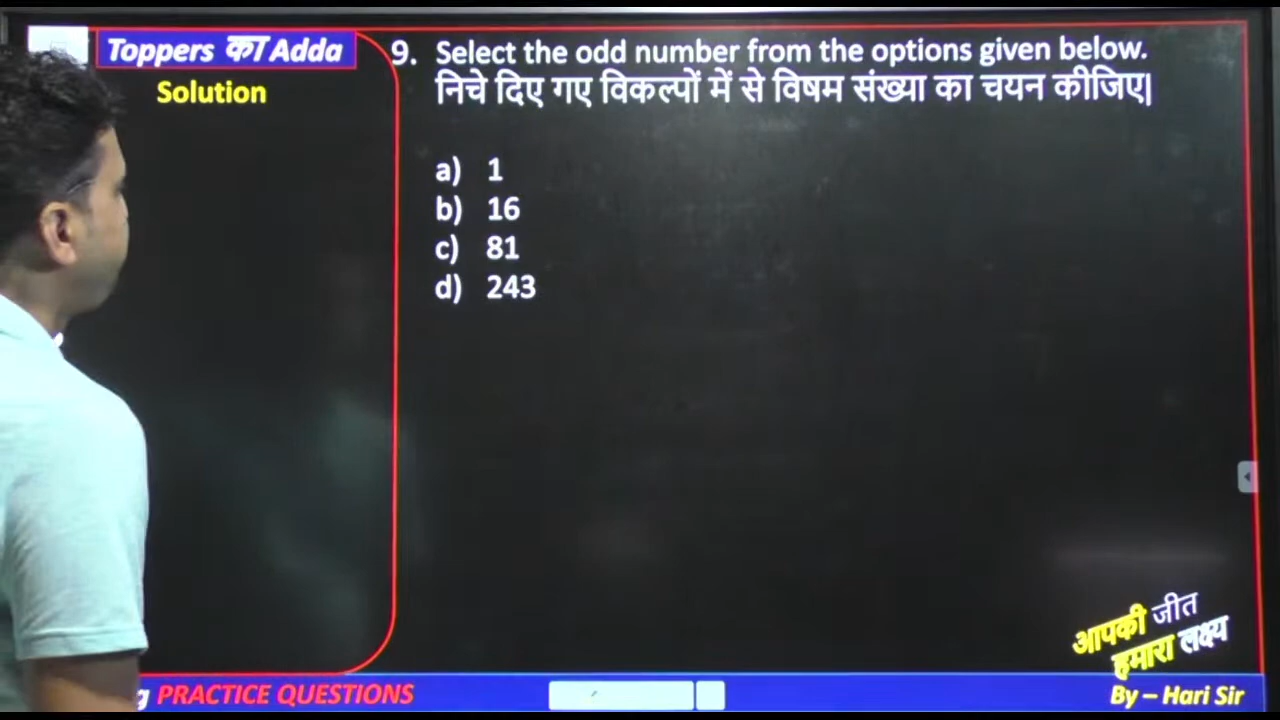 Toppers का Adda
Solution
9. Select the odd number from the options given below.
निचे दिए गए विकल्पों में से विषम संख्या का चयन कीजिए|
a) 1
b) 16
c) 81
d) 243
आपकी जीत
हमारा लक्ष्य
PRACTICE QUESTIONS
By – Hari Sir